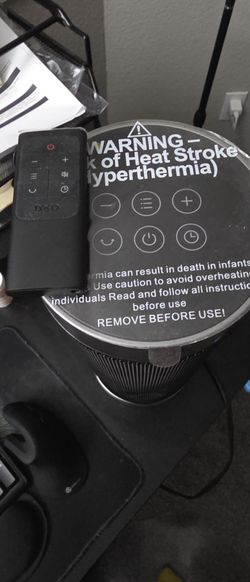 WARNING –
k of Heat Stroke
yperthermia)
ermia can result in death in infants
Use caution to avoid overheating
individuals Read and follow all instruction
before use
REMOVE BEFORE USE!